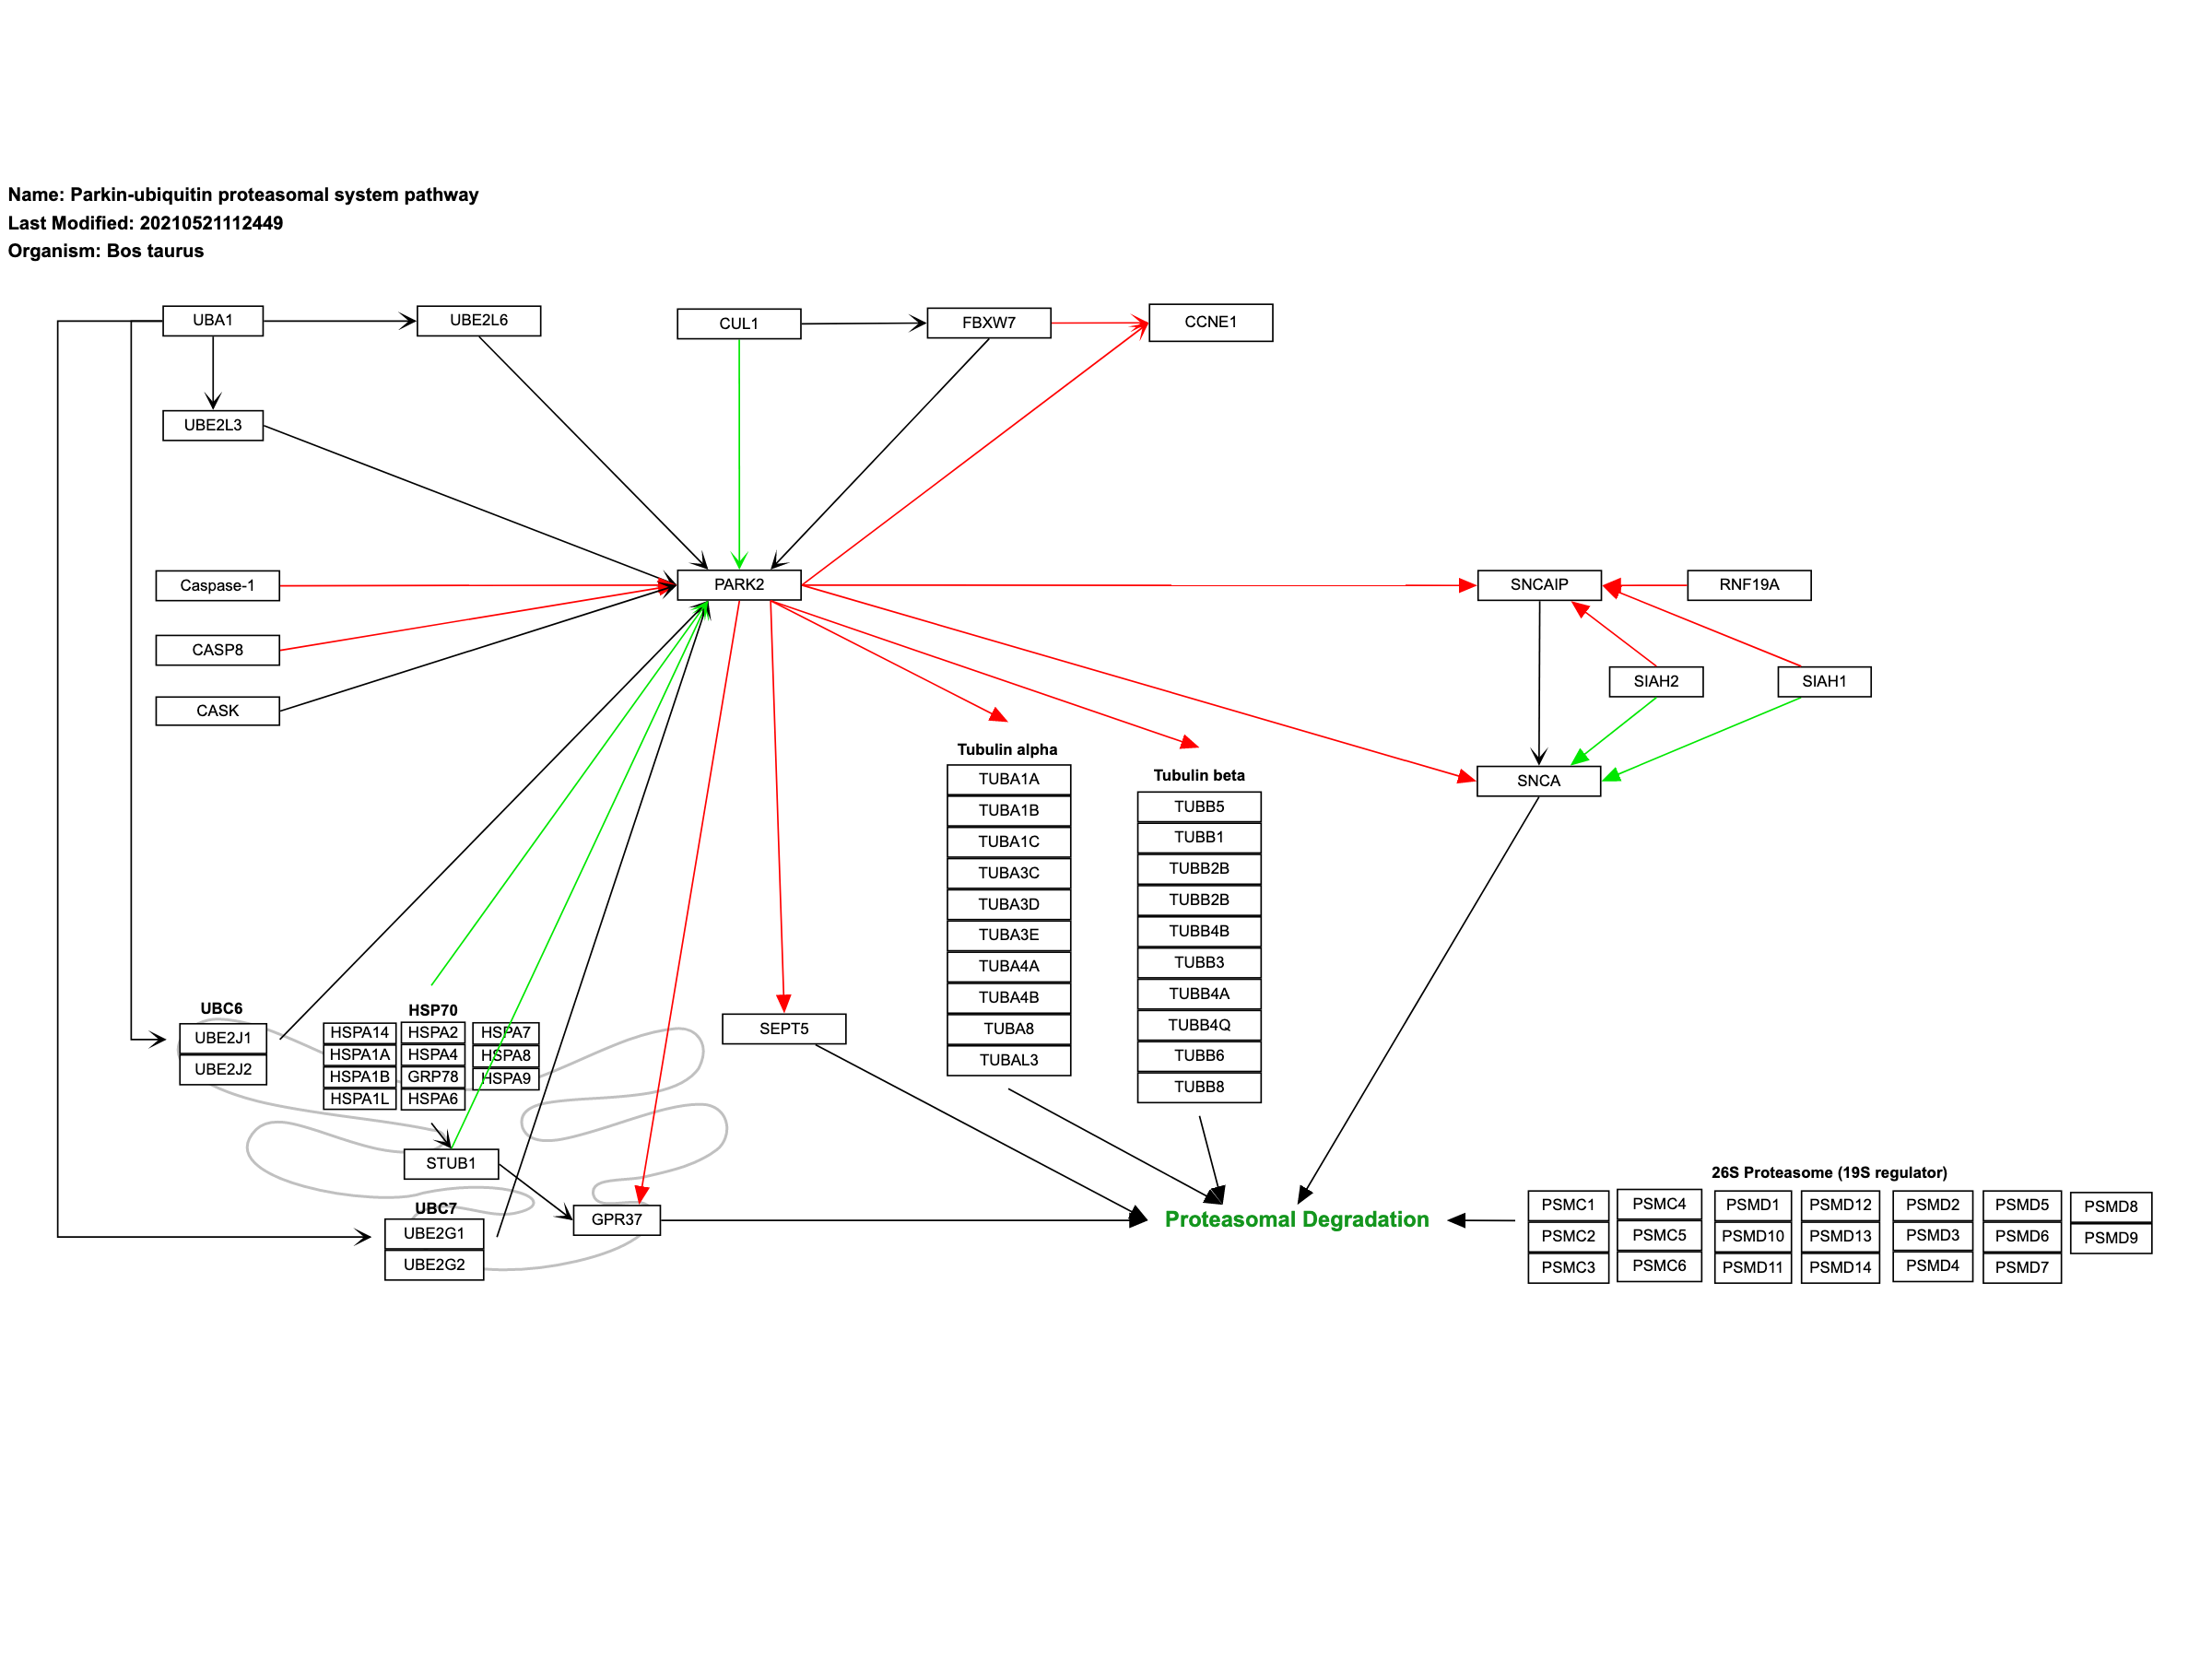 Name: Parkin-ubiquitin proteasomal system pathway
Last Modified: 20210521112449
Organism: Bos taurus
UBA1
UBE2L6
CUL1
FBXW7
CCNE1
UBE2L3
Caspase-1
PARK2
SNCAIP
RNF19A
CASP8
SIAH2
SIAH1
CASK
Tubulin alpha
TUBA1A
TUBA1B
TUBA1C
TUBA3C
TUBA3D
TUBA3E
TUBA4A
TUBA4B
TUBA8
TUBAL3
Tubulin beta
TUBB5
TUBB1
TUBB2B
TUBB2B
TUBB4B
TUBB3
TUBB4A
TUBB4Q
TUBB6
TUBB8
SNCA
UBC6
UBE2J1
UBE2J2
HSP70
HSPA14
HSPA1A
HSPA1B
HSPA1L
HSPA2
HSPA4
GRP78
HSPA6
HSPA7
HSPA8
HSPA9
SEPT5
STUB1
UBC7
UBE2G1
UBE2G2
GPR37
Proteasomal Degradation
26S Proteasome (19S regulator)
PSMC1
PSMC2
PSMC3
PSMC4
PSMC5
PSMC6
PSMD1
PSMD10
PSMD11
PSMD12
PSMD13
PSMD14
PSMD2
PSMD3
PSMD4
PSMD5
PSMD6
PSMD7
PSMD8
PSMD9